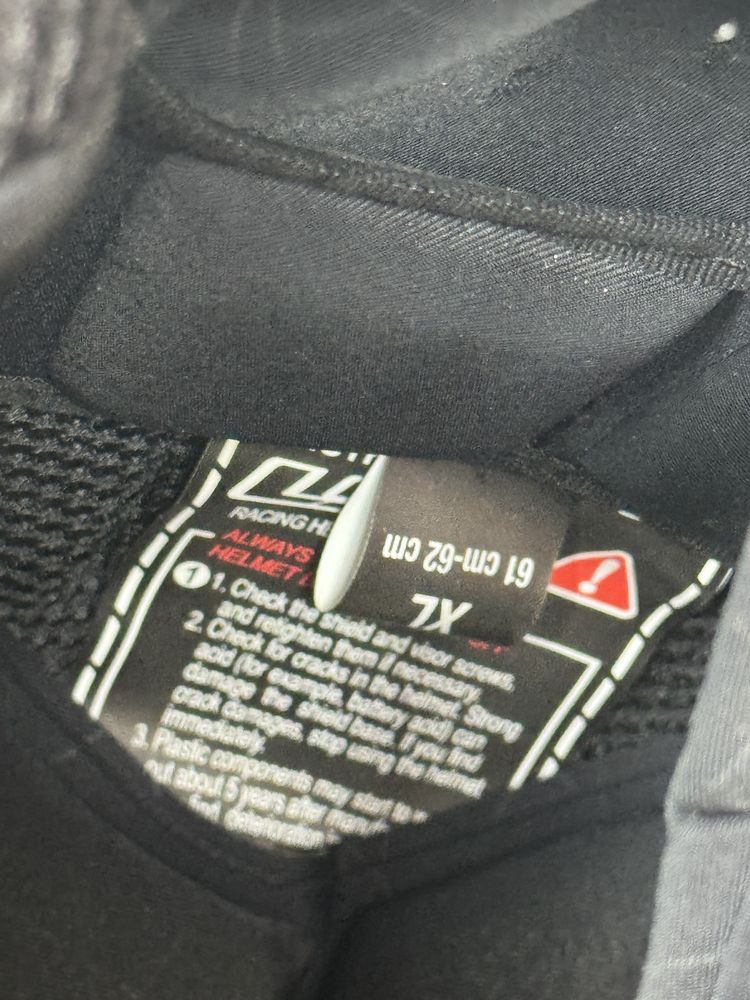 RACING
ALWAYS
HELMET
61 cm-62 cm
XL
1
1. Check the shield and visor screws,
and retighten them if necessary.
2. Check for cracks in the helmet. Strong
acid (for example, battery acid) can
damage the shield base. If you find
crack damages, stop using the helmet
immediately.
3. Plastic components may start to
about 5 years after